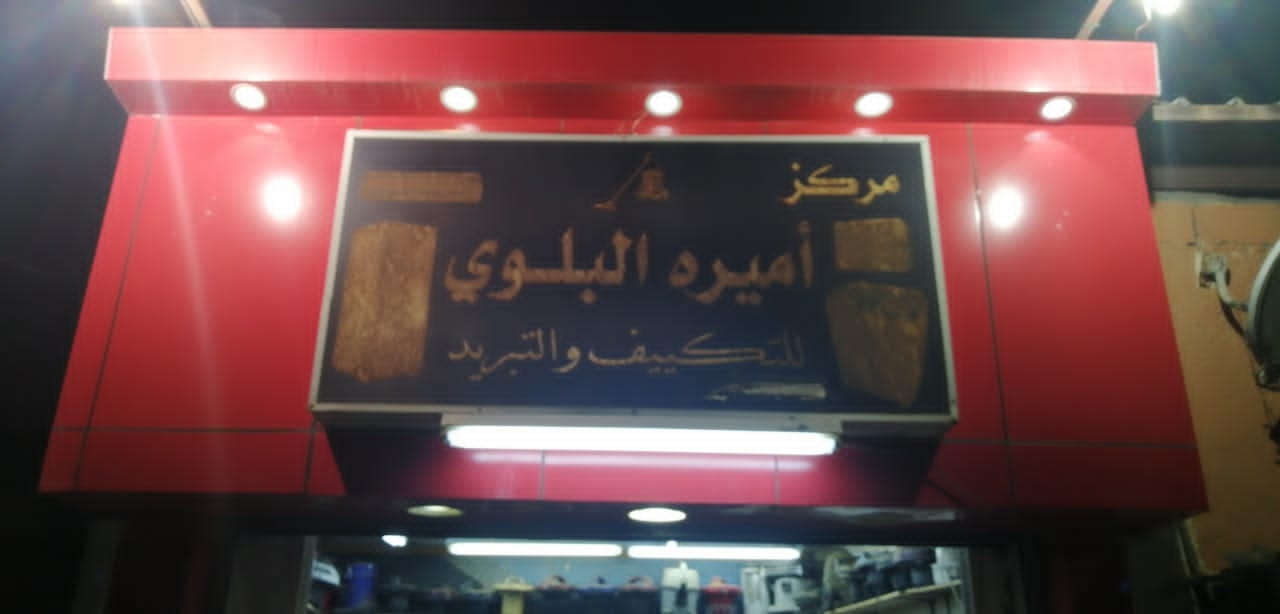 مركز
أميره البلوي
للتكييف والتبريد